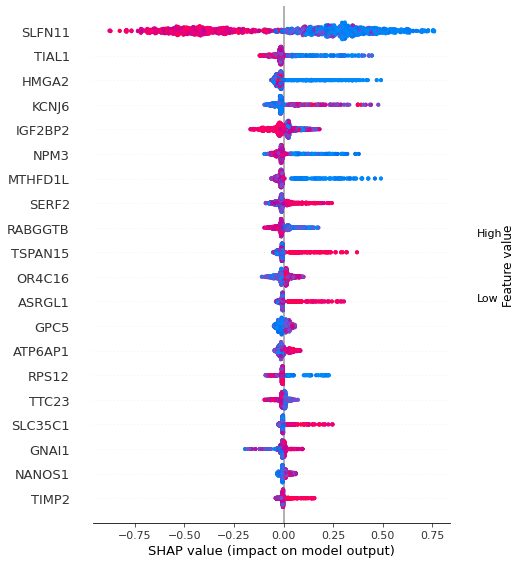 SLFN11
TIAL1
HMGA2
KCNJ6
IGF2BP2
NPM3
MTHFD1L
SERF2
RABGGTB
TSPAN15
OR4C16
ASRGL1
GPC5
ATP6AP1
RPS12
TTC23
SLC35C1
GNAI1
NANOS1
TIMP2
−0.75 −0.50 −0.25 0.00 0.25 0.50 0.75
SHAP value (impact on model output)
High
Low
Feature value